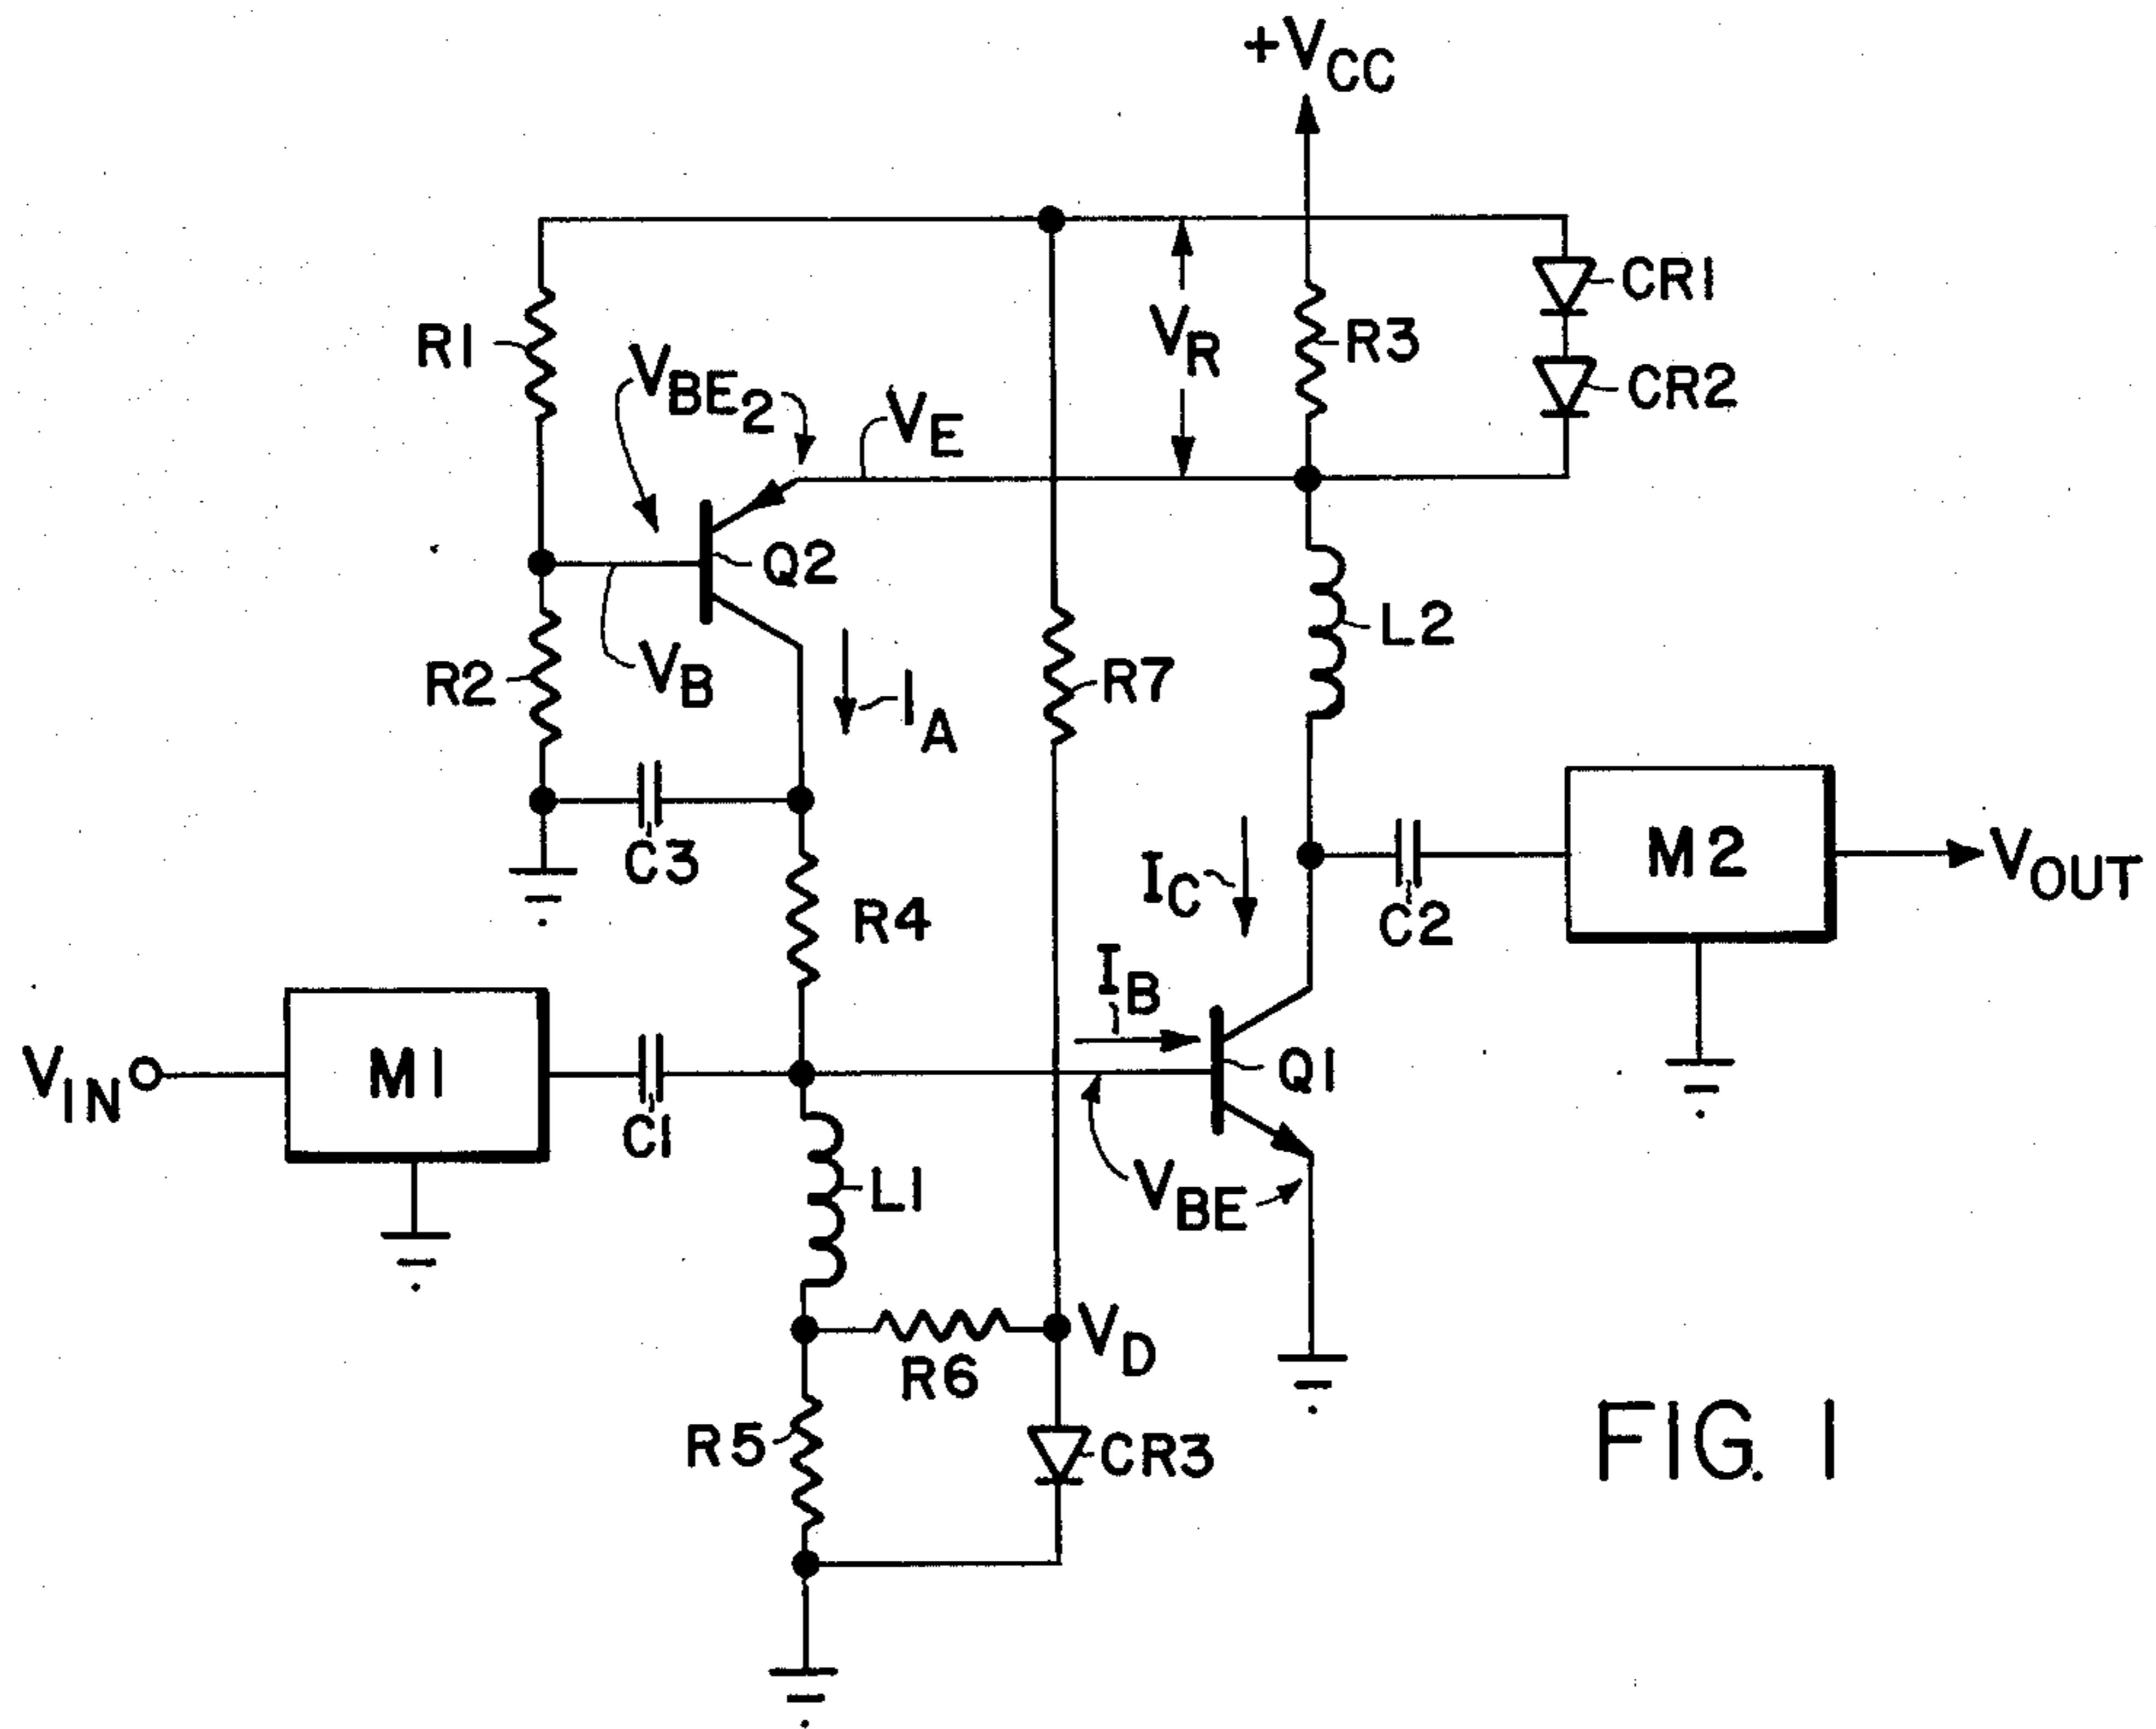 +VCC
CR1
R1
VR
R3
VBE2
VE
CR2
Q2
L2
R2
VB
IA
R7
C3
IC
M2
VOUT
R4
C2
IB
VIN
M1
Q1
C1
L1
VBE
VD
R6
R5
CR3
FIG. 1